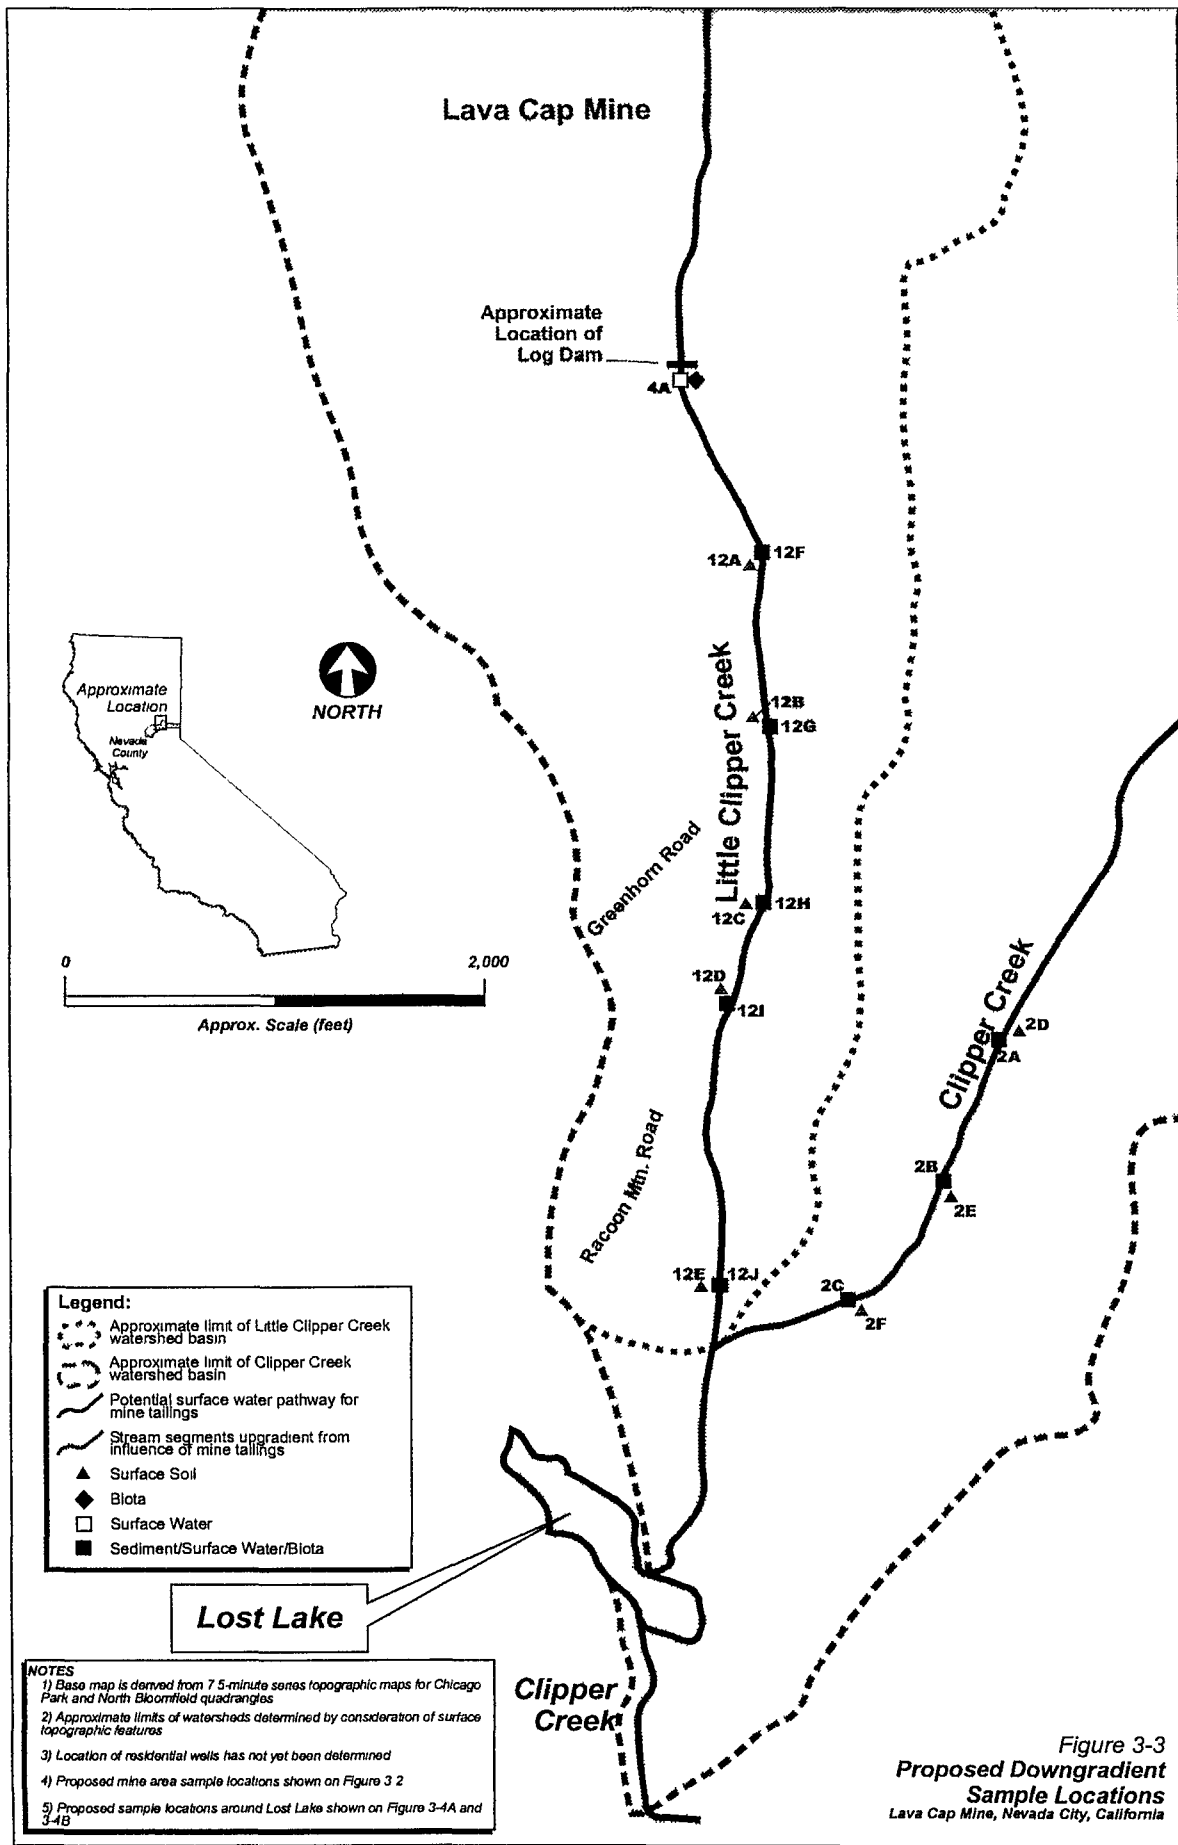 Lava Cap Mine
Approximate
Location of
Log Dam
4A
12A
12F
12B
12G
Little Clipper Creek
Greenhorn Road
12C
12H
12D
12I
Clipper Creek
2D
2A
2B
2E
Racoon Mtn. Road
12E
12J
2C
2F
Approximate
Location
Nevada
County
NORTH
0
2,000
Approx. Scale (feet)
Legend:
Approximate limit of Little Clipper Creek
watershed basin
Approximate limit of Clipper Creek
watershed basin
Potential surface water pathway for
mine tailings
Stream segments upgradient from
influence of mine tailings
Surface Soil
Biota
Surface Water
Sediment/Surface Water/Biota
Lost Lake
Clipper
Creek
NOTES
1) Base map is derived from 7 5-minute series topographic maps for Chicago
Park and North Bloomfield quadrangles
2) Approximate limits of watersheds determined by consideration of surface
topographic features
3) Location of residential wells has not yet been determined
4) Proposed mine area sample locations shown on Figure 3 2
5) Proposed sample locations around Lost Lake shown on Figure 3-4A and
3-4B
Figure 3-3
Proposed Downgradient
Sample Locations
Lava Cap Mine, Nevada City, California